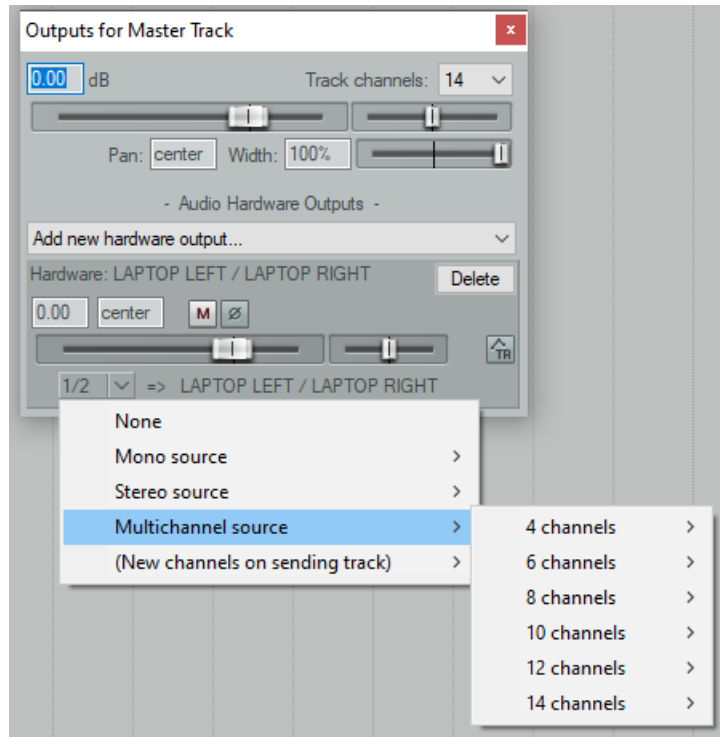 Outputs for Master Track x
0.00 dB Track channels: 14
Pan: center Width: 100%
- Audio Hardware Outputs -
Add new hardware output...
Hardware: LAPTOP LEFT / LAPTOP RIGHT Delete
0.00 center M Ø
TR
1/2 => LAPTOP LEFT / LAPTOP RIGHT
None
Mono source >
Stereo source >
Multichannel source > 4 channels >
(New channels on sending track) > 6 channels >
8 channels >
10 channels >
12 channels >
14 channels >